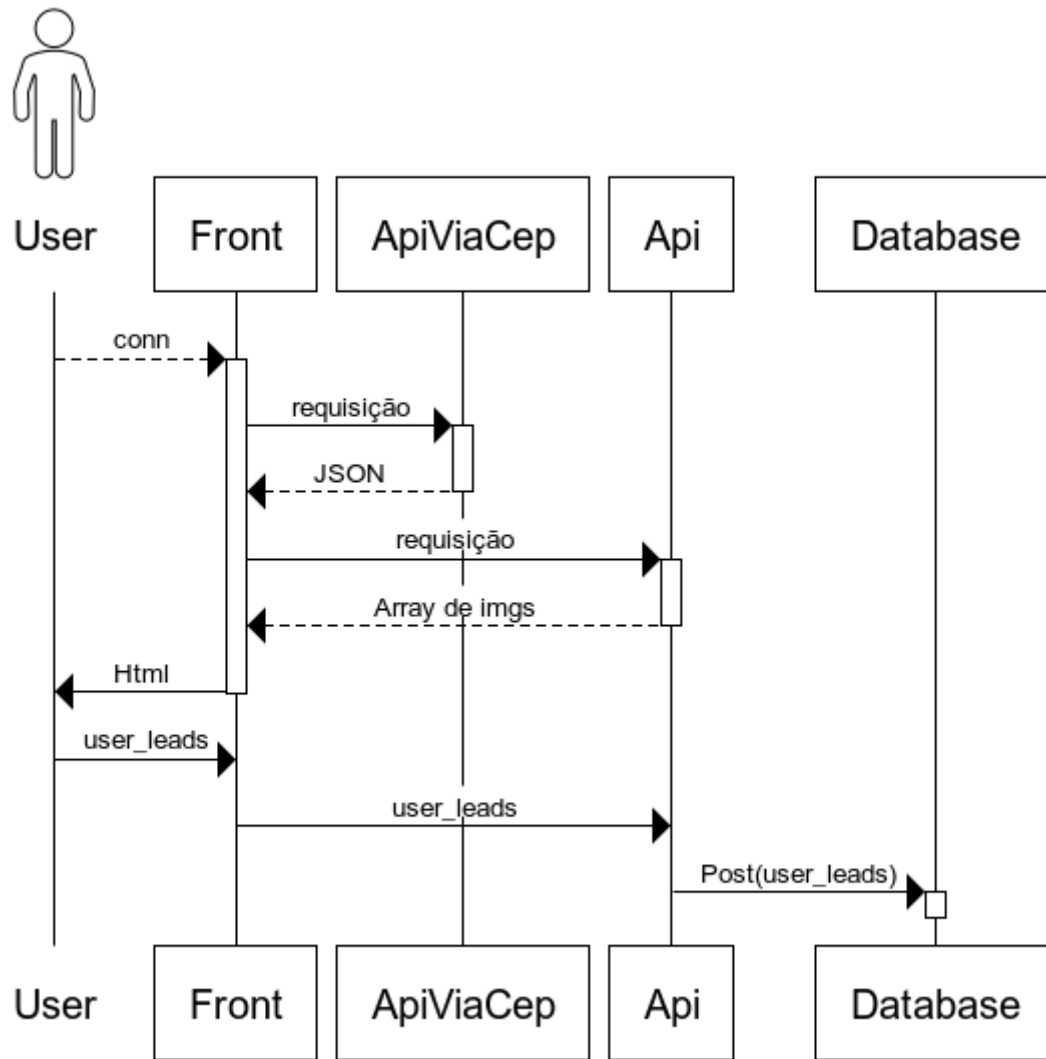 User
Front
ApiViaCep
Api
Database
conn
requisição
JSON
requisição
Array de imgs
Html
user_leads
user_leads
Post(user_leads)
User
Front
ApiViaCep
Api
Database